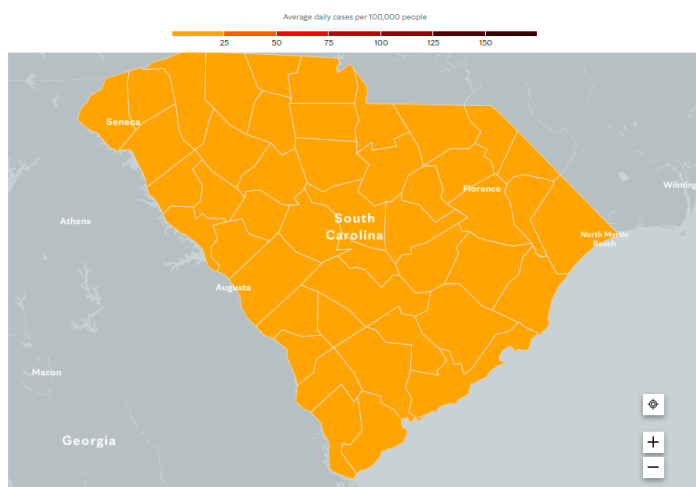 Average daily cases per 100,000 people
25 50 75 100 125 150
Seneca
Florence
Wilming
Athens
South
Carolina
North Myrtle
Beach
Augusta
Macon
Georgia